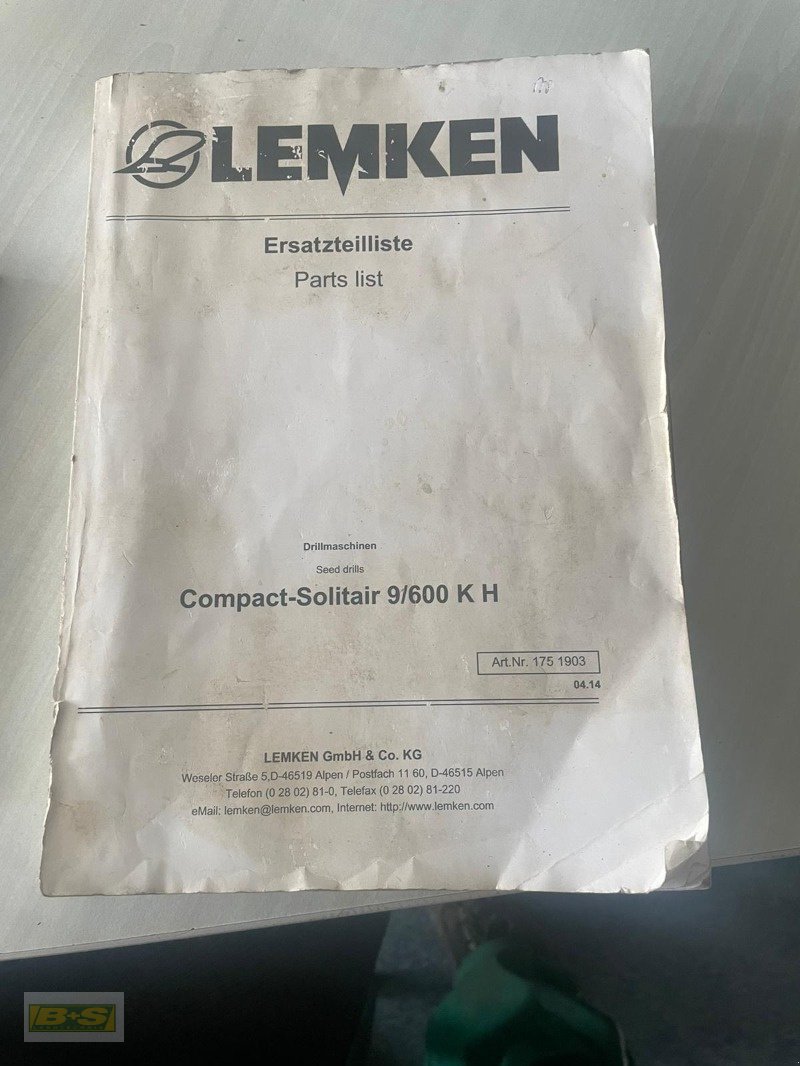 LEMKEN
Ersatzteilliste
Parts list
Drillmaschinen
Seed drills
Compact-Solitair 9/600 K H
Art.Nr. 175 1903
04.14
LEMKEN GmbH & Co. KG
Weseler Straße 5,D-46519 Alpen / Postfach 11 60, D-46515 Alpen
Telefon (0 28 02) 81-0, Telefax (0 28 02) 81-220
eMail: lemken@lemken.com, Internet: http://www.lemken.com
B+S